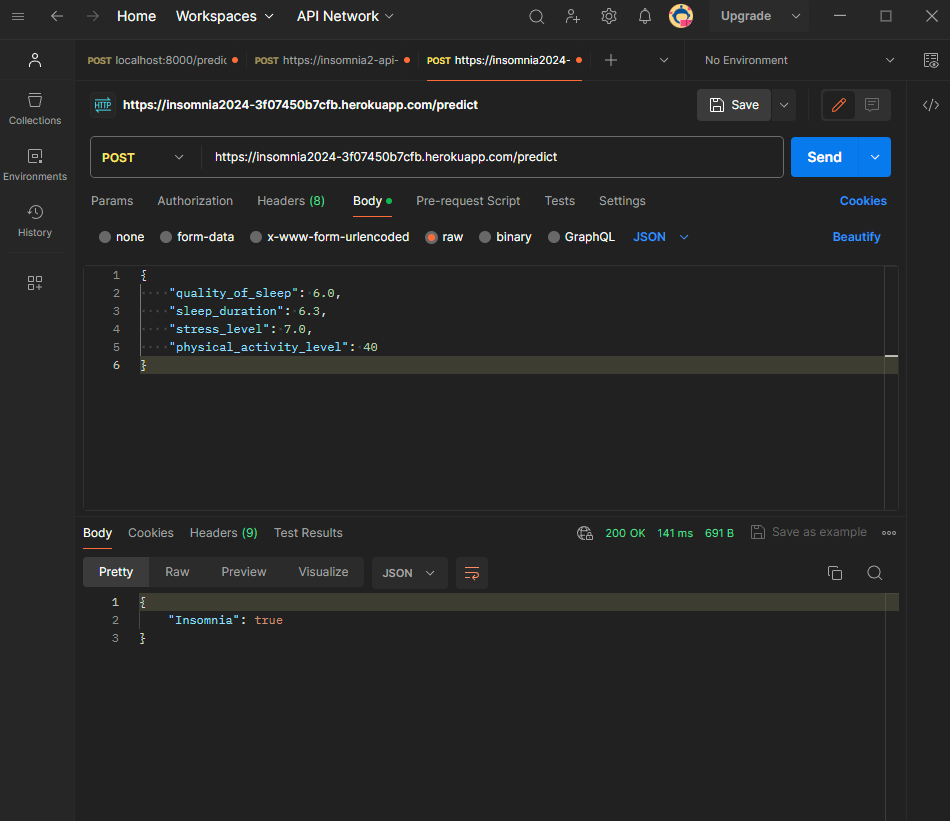 Home Workspaces API Network Upgrade
POST localhost:8000/predic POST https://insomnia2-api- POST https://insomnia2024- No Environment
HTTP https://insomnia2024-3f07450b7cfb.herokuapp.com/predict Save
Collections
POST https://insomnia2024-3f07450b7cfb.herokuapp.com/predict Send
Environments
Params Authorization Headers (8) Body Pre-request Script Tests Settings Cookies
History
none form-data x-www-form-urlencoded raw binary GraphQL JSON Beautify
1 {
2 "quality_of_sleep": 6.0,
3 "sleep_duration": 6.3,
4 "stress_level": 7.0,
5 "physical_activity_level": 40
6 }
Body Cookies Headers (9) Test Results 200 OK 141 ms 691 B Save as example
Pretty Raw Preview Visualize JSON
1 {
2 "Insomnia": true
3 }